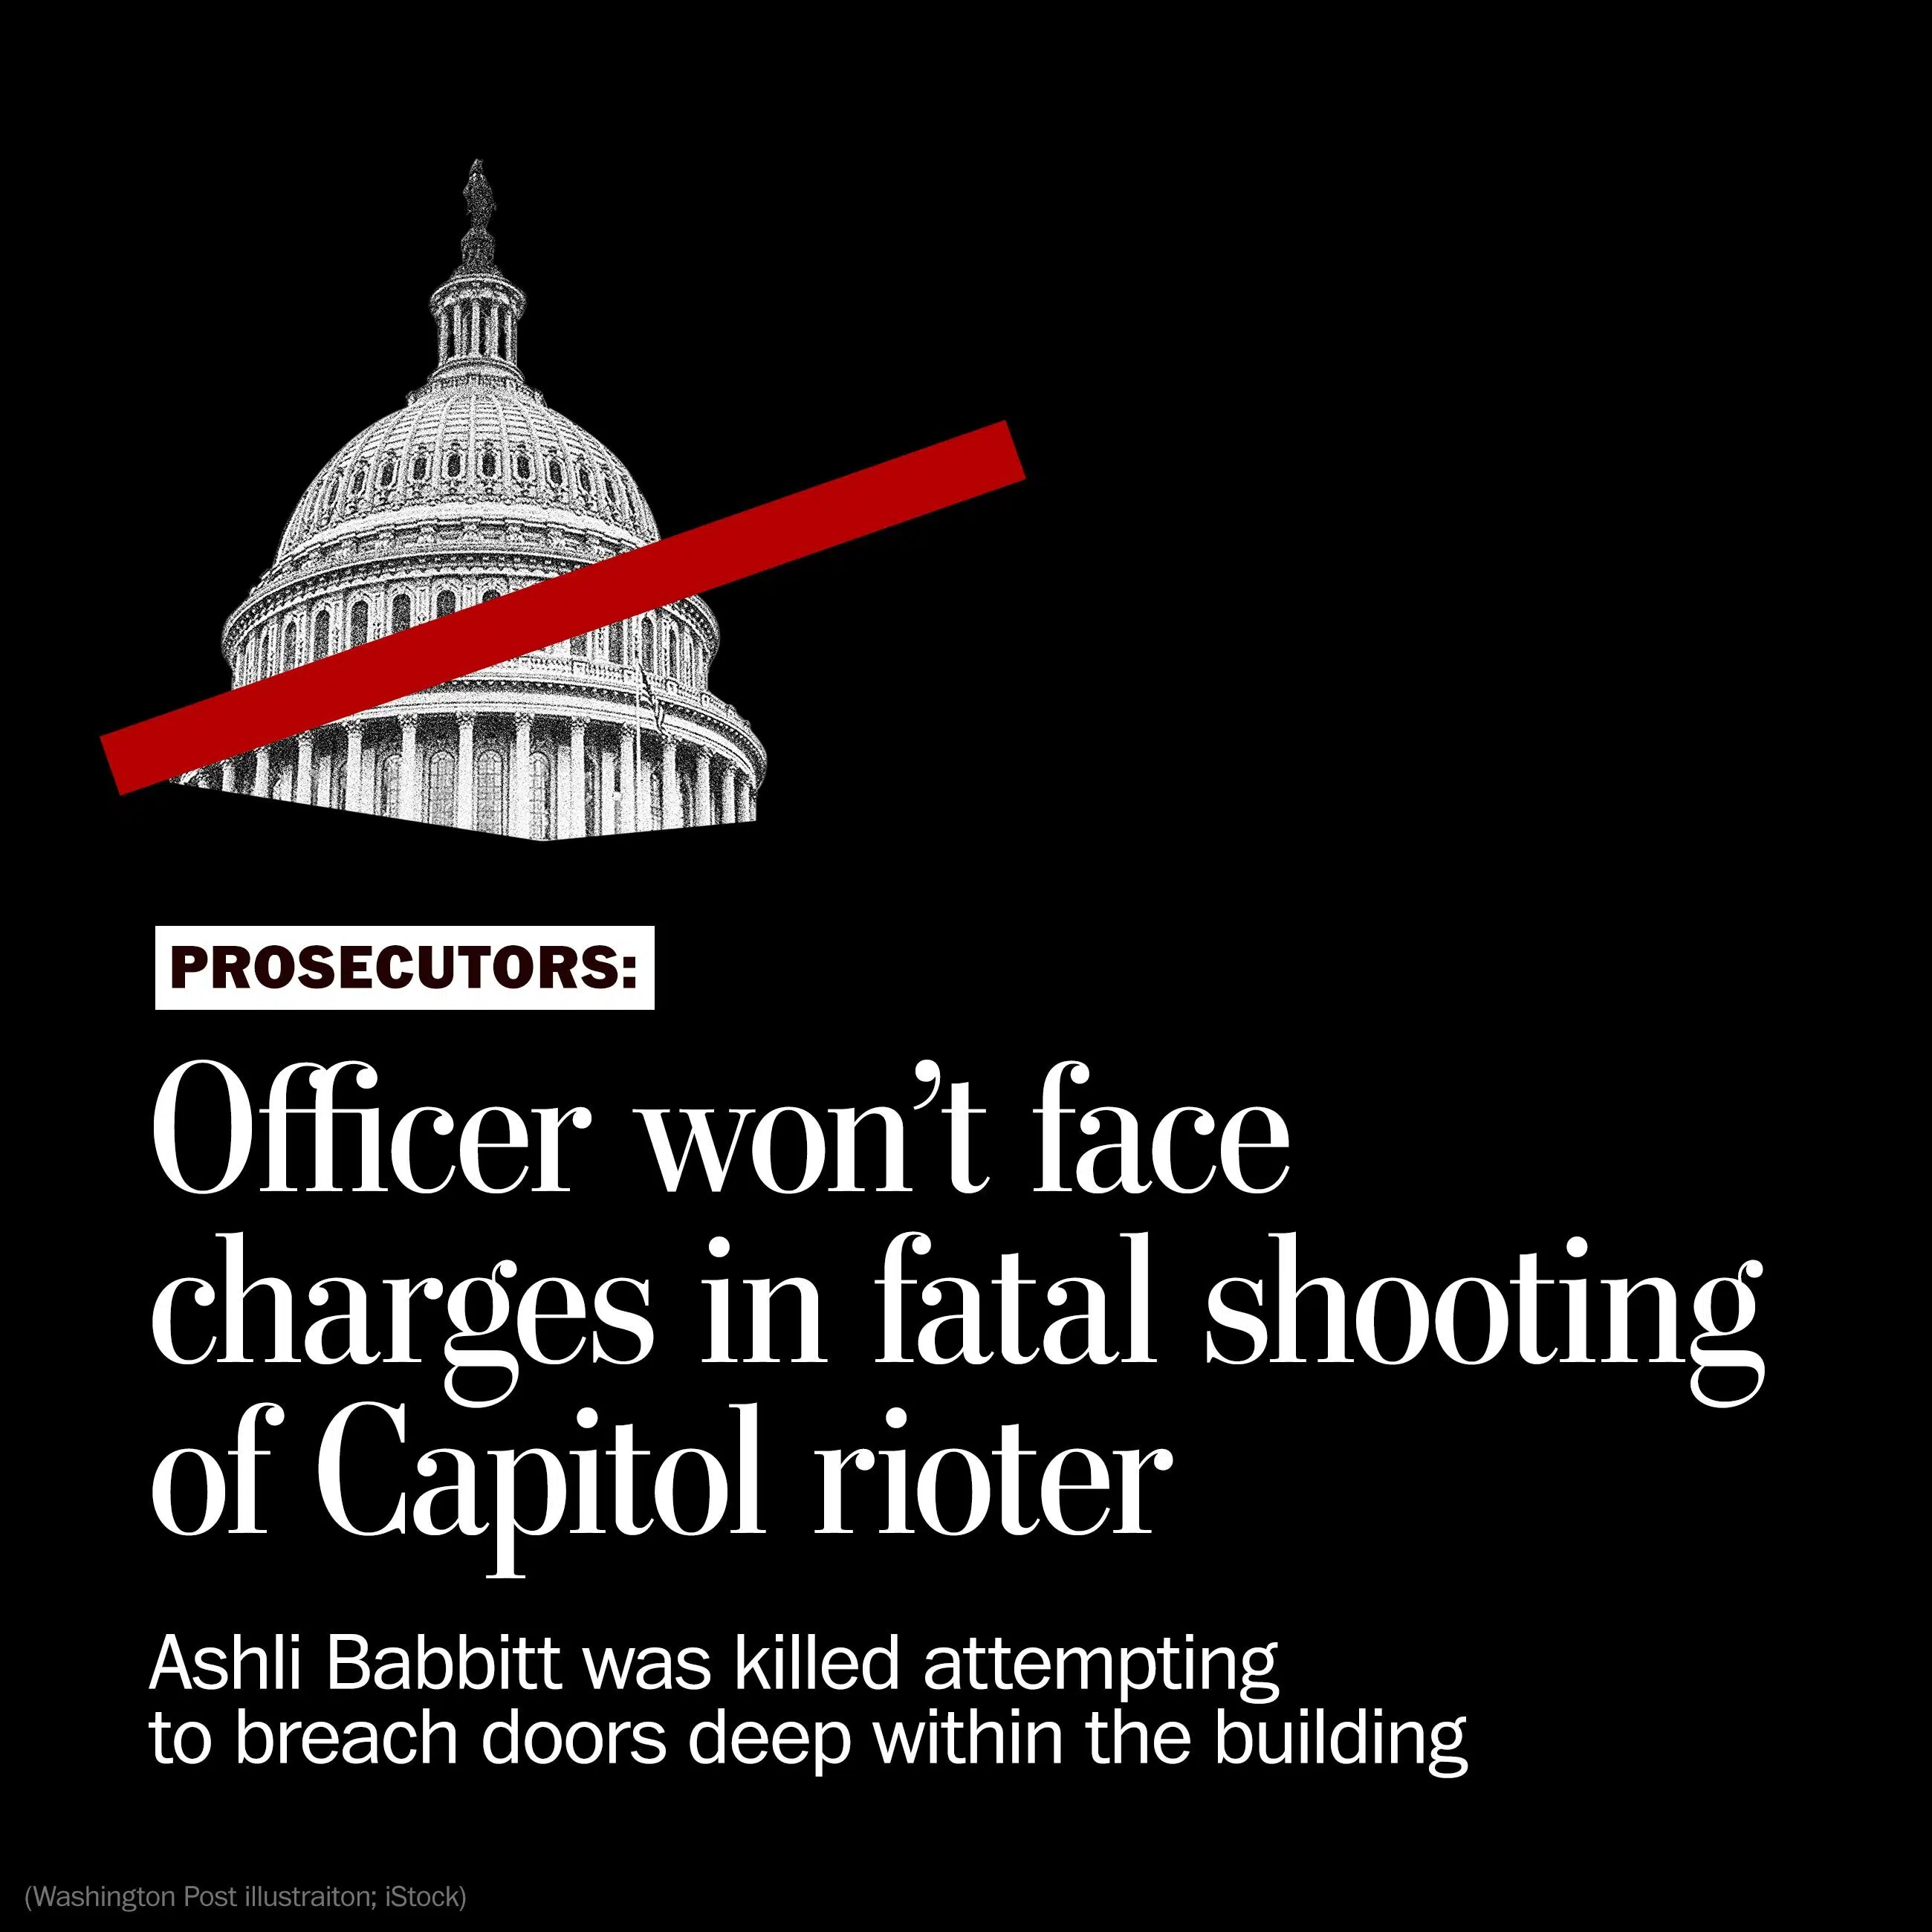 PROSECUTORS:
Officer won’t face
charges in fatal shooting
of Capitol rioter
Ashli Babbitt was killed attempting
to breach doors deep within the building
(Washington Post illustraiton; iStock)